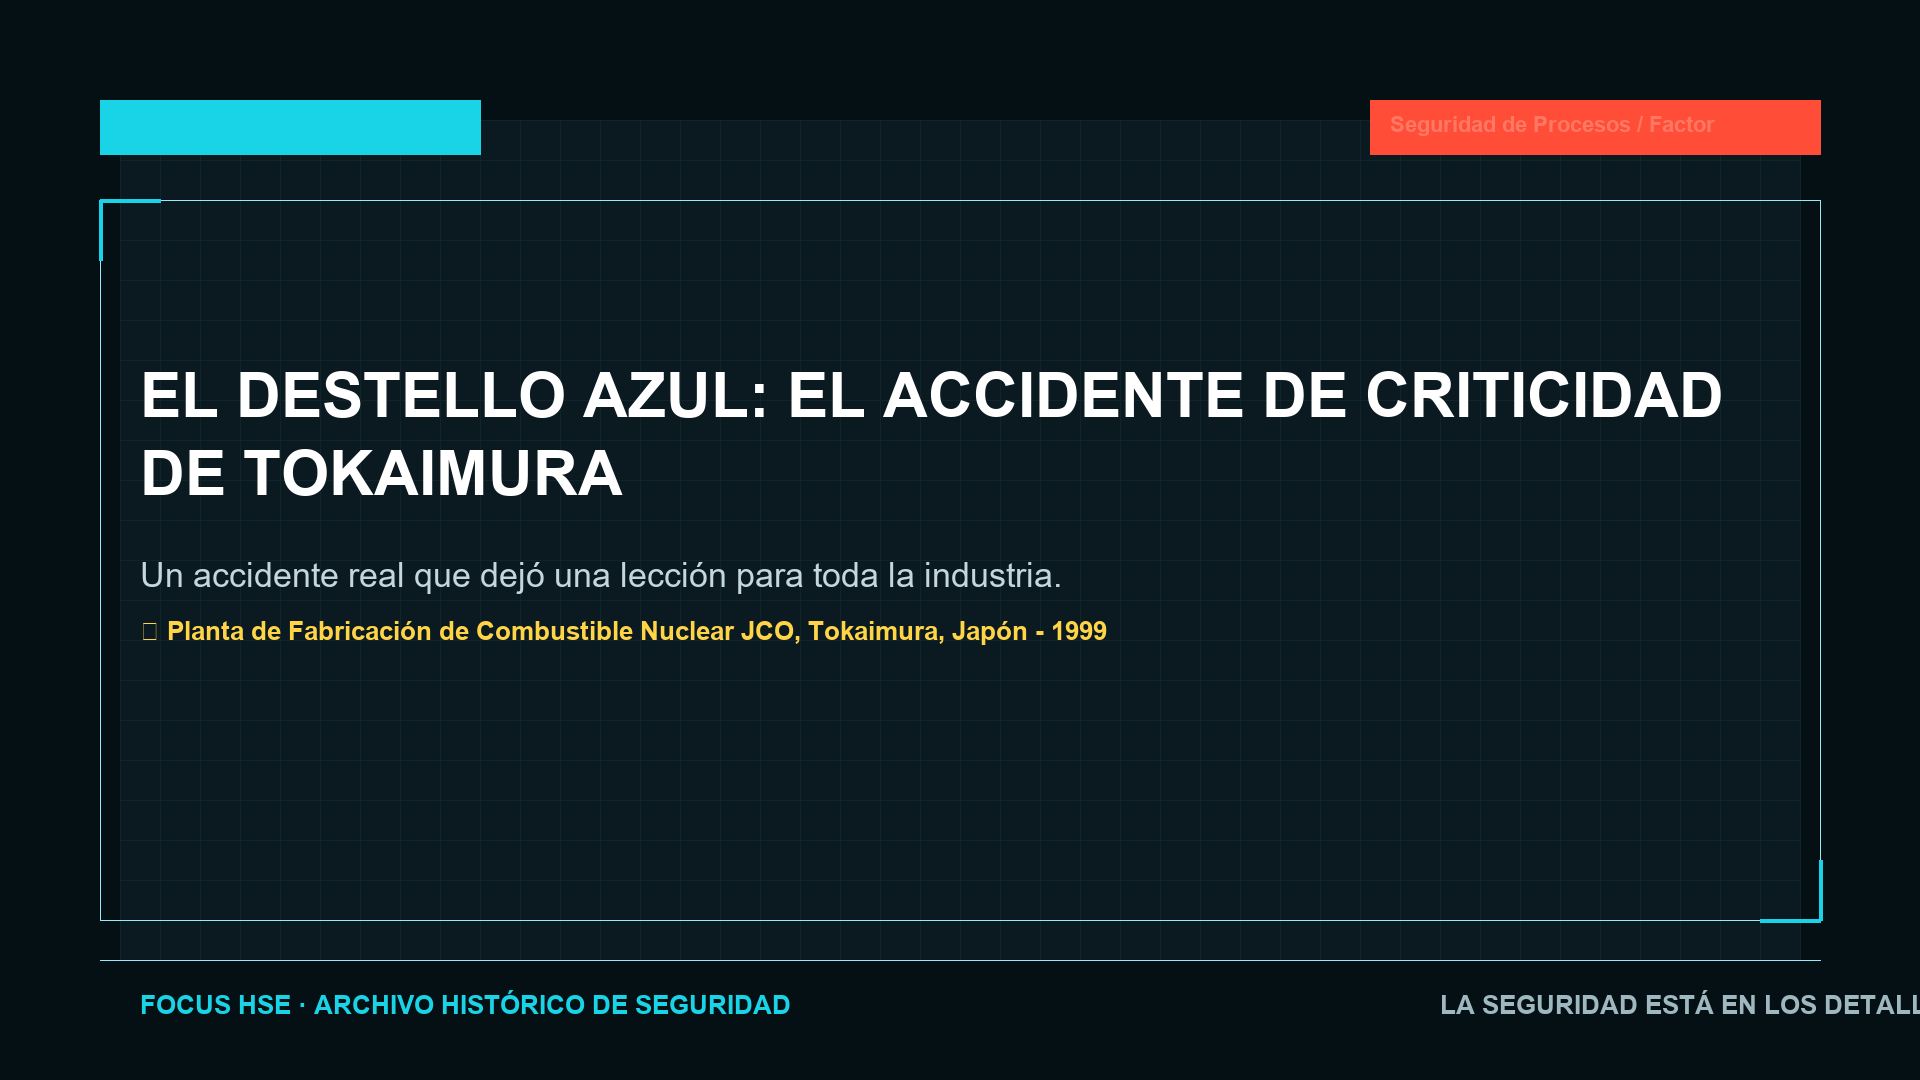 Seguridad de Procesos / Factor
EL DESTELLO AZUL: EL ACCIDENTE DE CRITICIDAD
DE TOKAIMURA
Un accidente real que dejó una lección para toda la industria.
Planta de Fabricación de Combustible Nuclear JCO, Tokaimura, Japón - 1999
FOCUS HSE · ARCHIVO HISTÓRICO DE SEGURIDAD
LA SEGURIDAD ESTÁ EN LOS DETALL